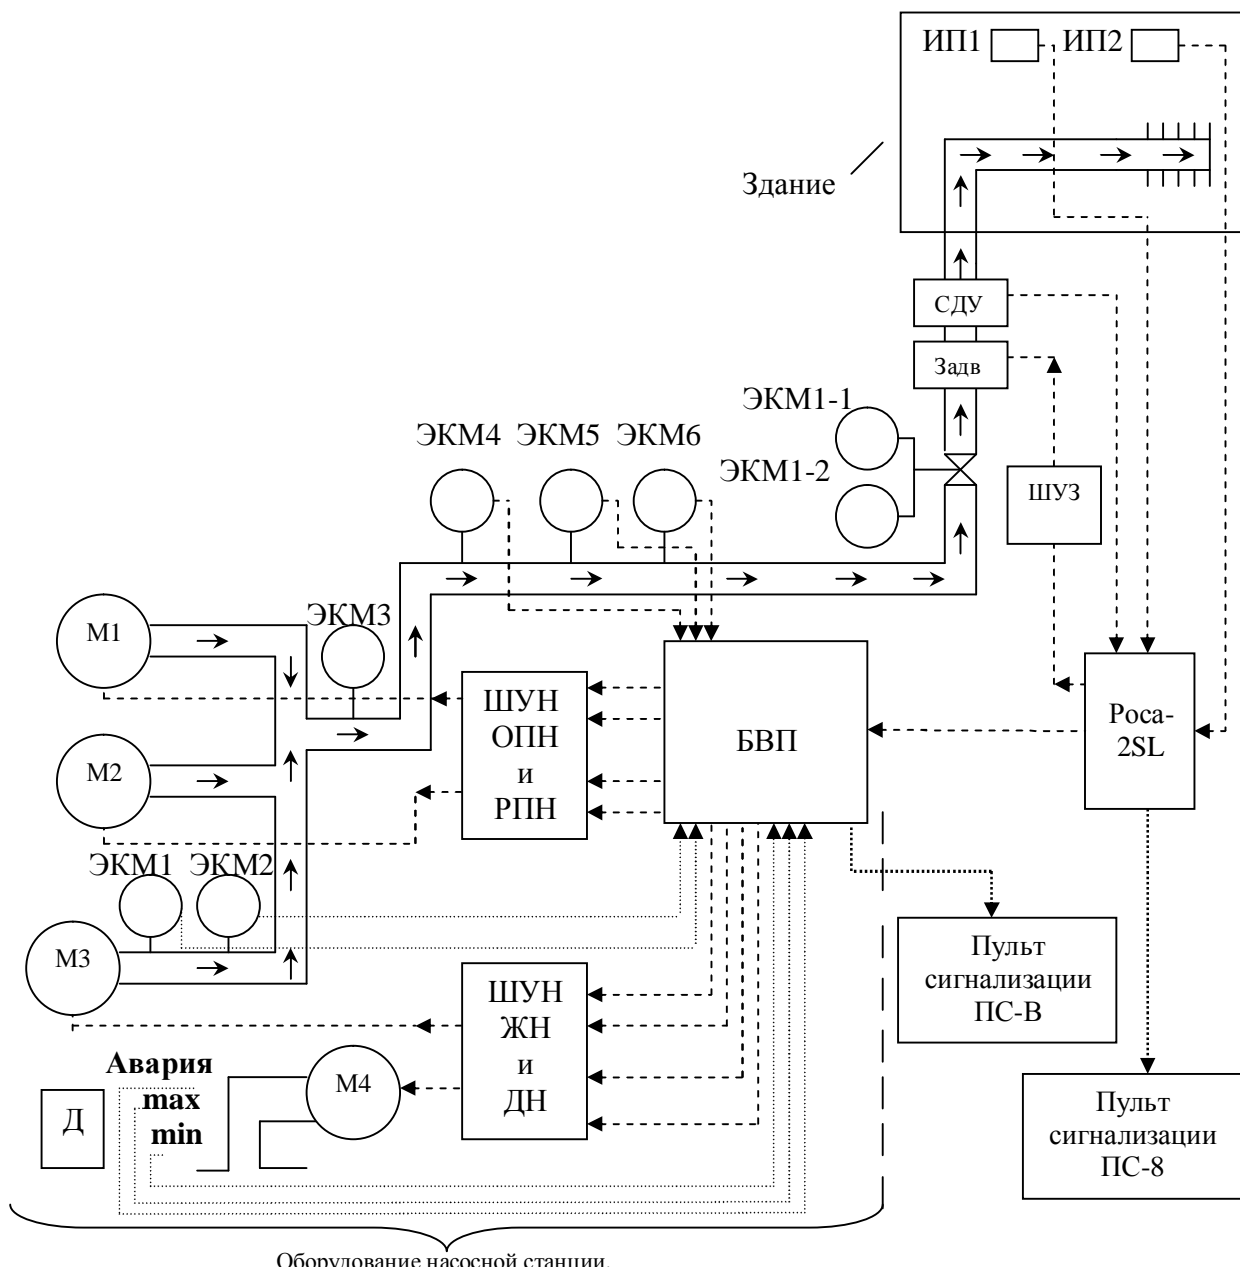 ИП1
ИП2
Здание
СДУ
Задв
ЭКМ1-1
ЭКМ4
ЭКМ5
ЭКМ6
ЭКМ1-2
ШУЗ
ЭКМ3
М1
ШУН
ОПН
и
РПН
БВП
Роса-
2SL
М2
ЭКМ1
ЭКМ2
М3
Пульт
сигнализации
ПС-В
ШУН
ЖН
и
ДН
Авария
max
min
М4
Д
Пульт
сигнализации
ПС-8
Оборудование насосной станции.